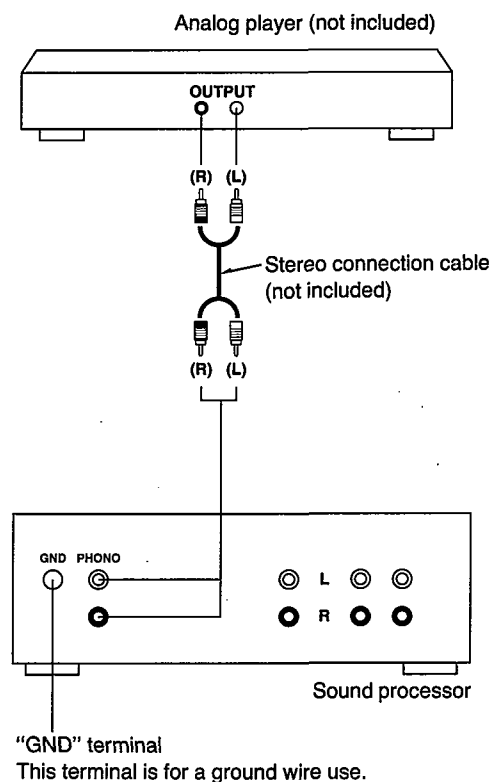 Analog player (not included)
OUTPUT
(R) (L)
Stereo connection cable
(not included)
(R) (L)
GND PHONO
L
R
Sound processor
"GND" terminal
This terminal is for a ground wire use.